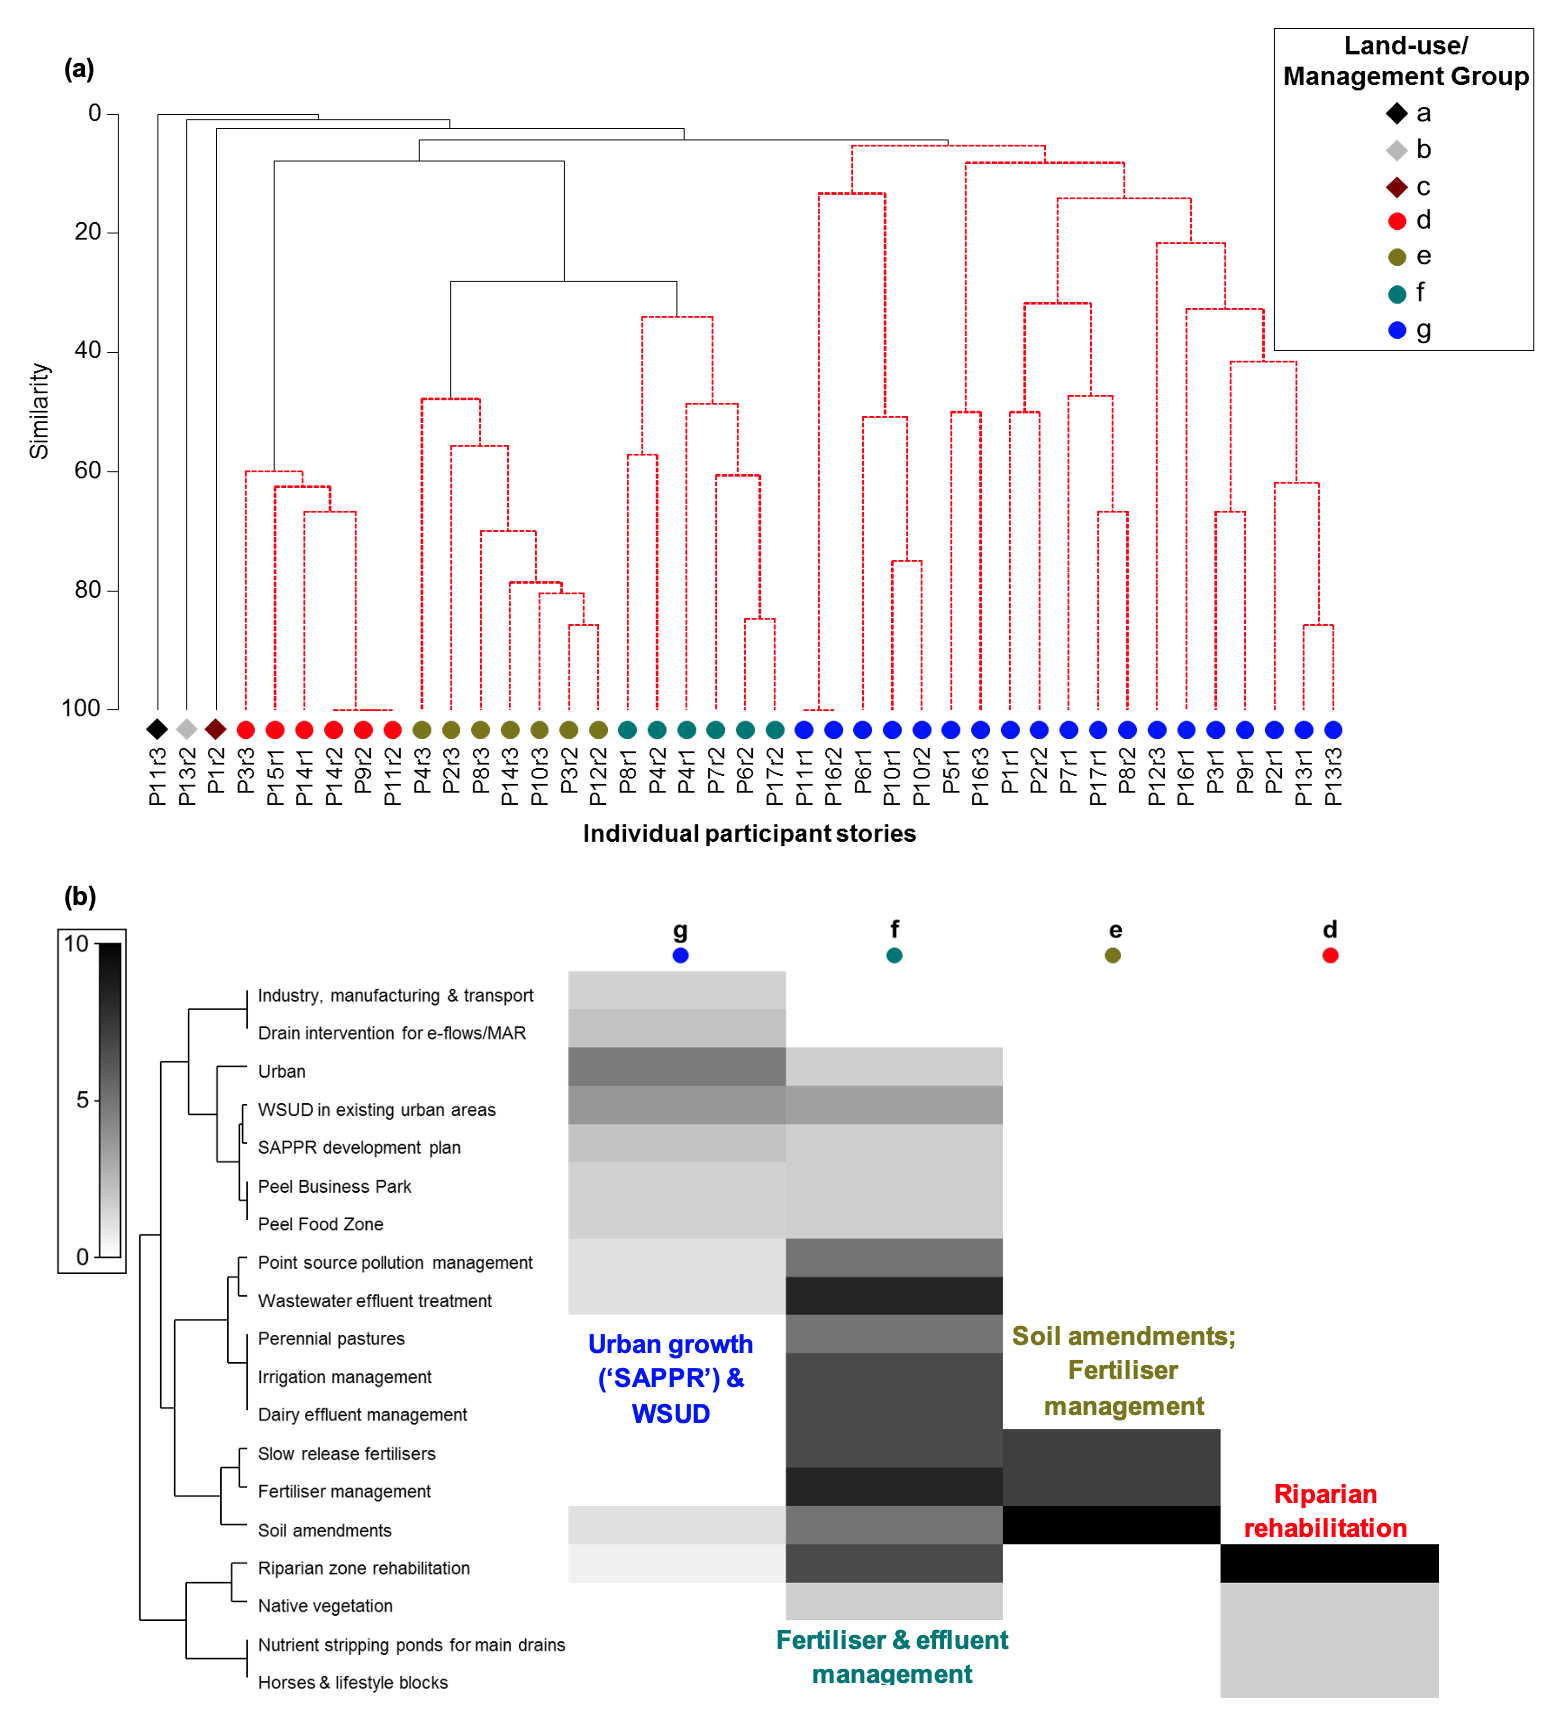 (a)
Land-use/
Management Group
a
b
c
d
e
f
g
0
20
40
60
80
100
Similarity
P11r3
P13r2
P1r2
P3r3
P15r1
P14r1
P14r2
P9r2
P11r2
P4r3
P2r3
P8r3
P14r3
P10r3
P3r2
P12r2
P8r1
P4r2
P4r1
P7r2
P6r2
P17r2
P11r1
P16r2
P6r1
P10r1
P10r2
P5r1
P16r3
P1r1
P2r2
P7r1
P17r1
P8r2
P12r3
P16r1
P3r1
P9r1
P2r1
P13r1
P13r3
Individual participant stories
(b)
10
5
0
g
f
e
d
Industry, manufacturing & transport
Drain intervention for e-flows/MAR
Urban
WSUD in existing urban areas
SAPPR development plan
Peel Business Park
Peel Food Zone
Point source pollution management
Wastewater effluent treatment
Perennial pastures
Irrigation management
Dairy effluent management
Slow release fertilisers
Fertiliser management
Soil amendments
Riparian zone rehabilitation
Native vegetation
Nutrient stripping ponds for main drains
Horses & lifestyle blocks
Urban growth
(‘SAPPR’) &
WSUD
Soil amendments;
Fertiliser
management
Riparian
rehabilitation
Fertiliser & effluent
management